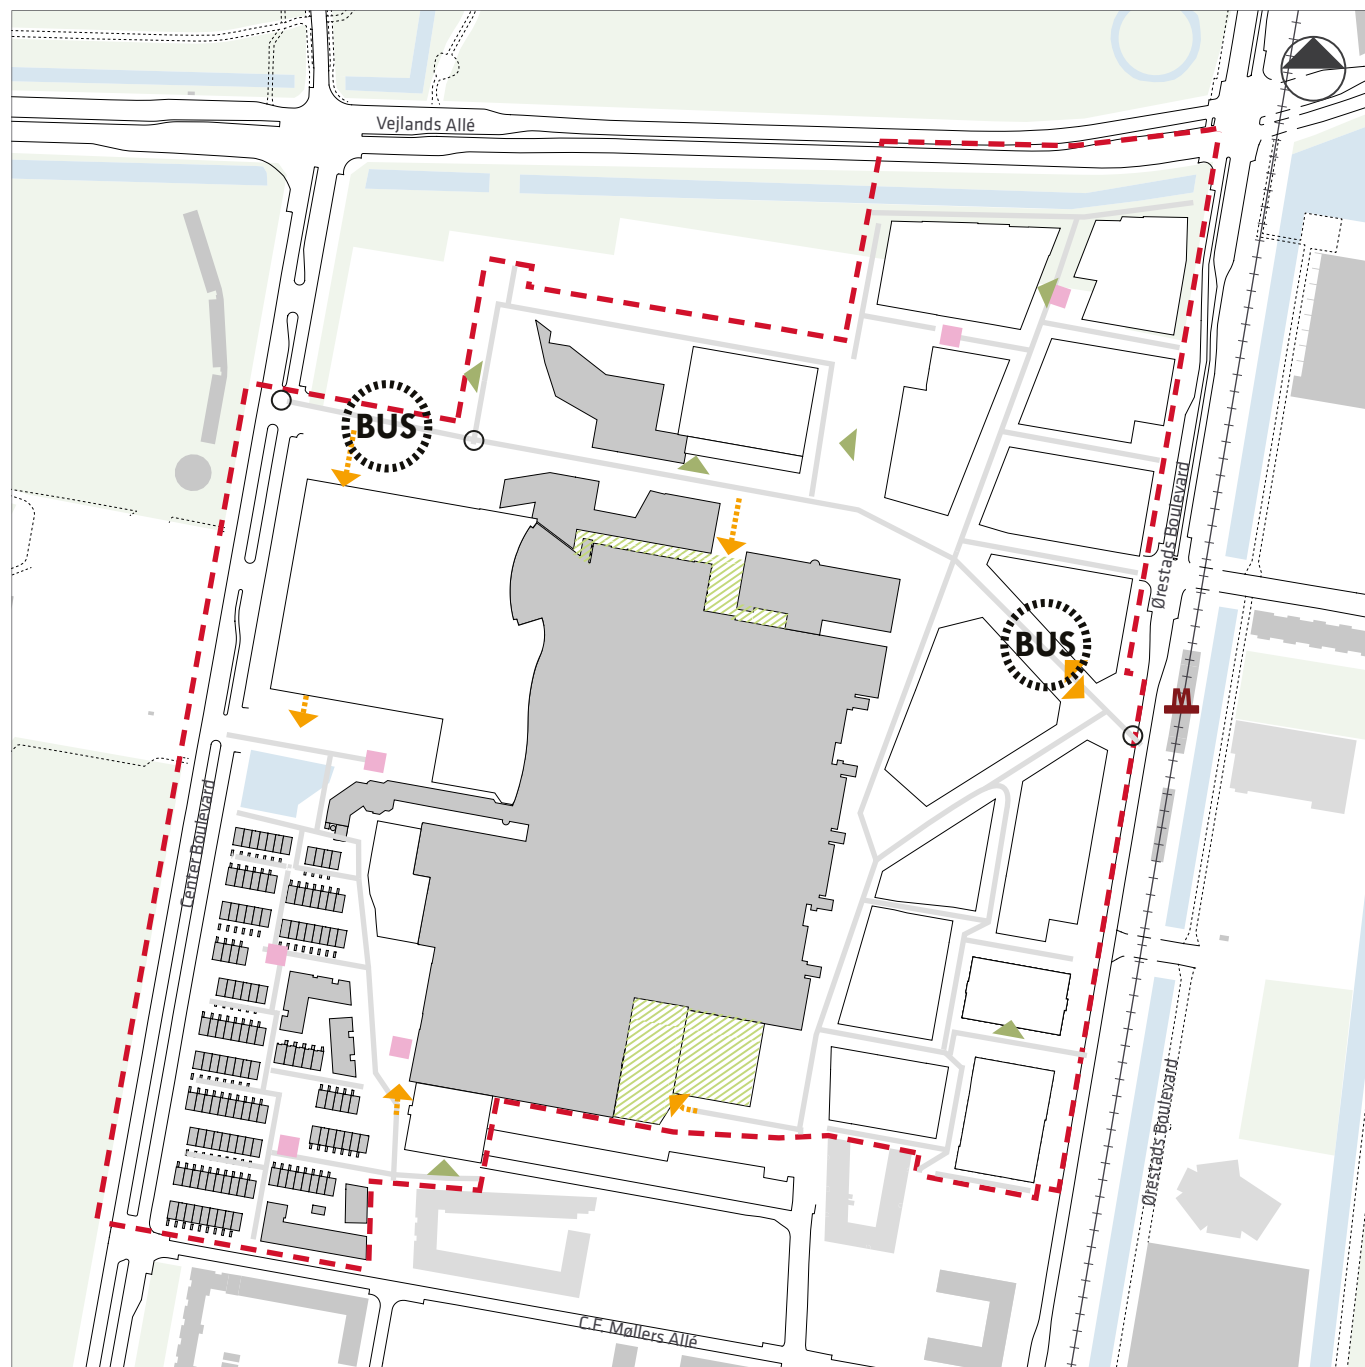 Vejlands Allé
BUS
Ørestads Boulevard
BUS
M
Center Boulevard
Ørestads Boulevard
C.F. Møllers Allé